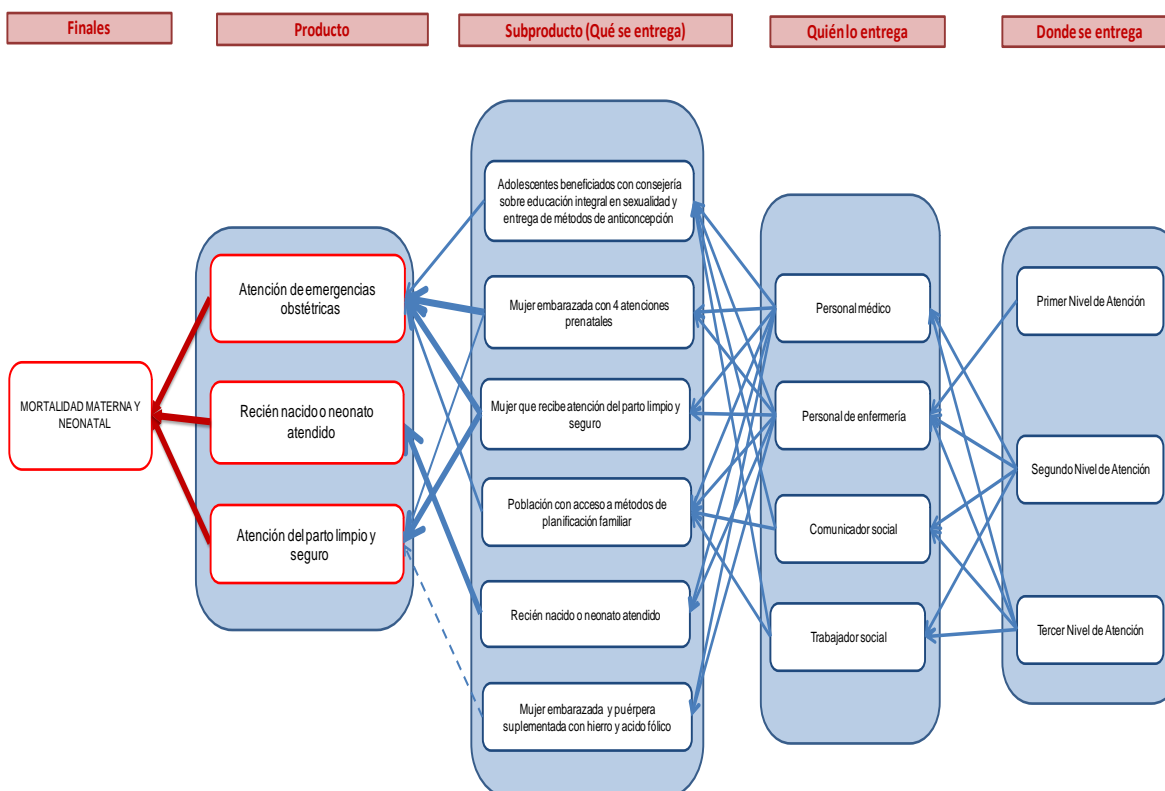 Finales
Producto
Subproducto (Qué se entrega)
Quién lo entrega
Donde se entrega
MORTALIDAD MATERNA Y
NEONATAL
Atención de emergencias
obstétricas
Recién nacido o neonato
atendido
Atención del parto limpio y
seguro
Adolescentes beneficiados con consejería
sobre educación integral en sexualidad y
entrega de métodos de anticoncepción
Mujer embarazada con 4 atenciones
prenatales
Mujer que recibe atención del parto limpio y
seguro
Población con acceso a métodos de
planificación familiar
Recién nacido o neonato atendido
Mujer embarazada y puérpera
suplementada con hierro y acido fólico
Personal médico
Personal de enfermería
Comunicador social
Trabajador social
Primer Nivel de Atención
Segundo Nivel de Atención
Tercer Nivel de Atención